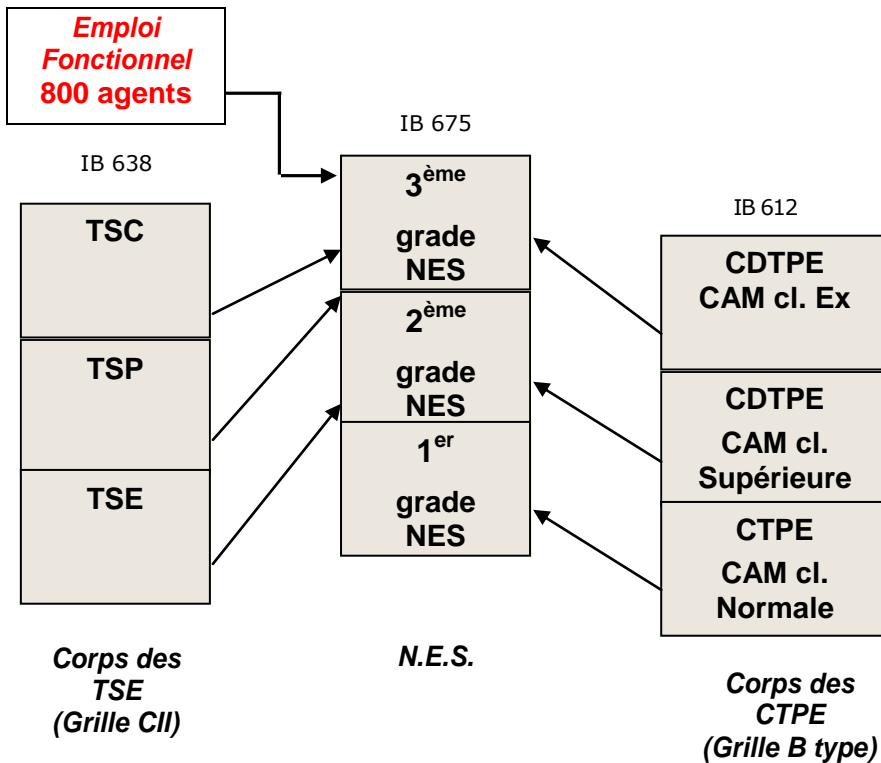 Emploi
Fonctionnel
800 agents
IB 638
TSC
TSP
TSE
Corps des
TSE
(Grille CII)
IB 675
3ème
grade
NES
2ème
grade
NES
1er
grade
NES
N.E.S.
IB 612
CDTPE
CAM cl. Ex
CDTPE
CAM cl.
Supérieure
CTPE
CAM cl.
Normale
Corps des
CTPE
(Grille B type)